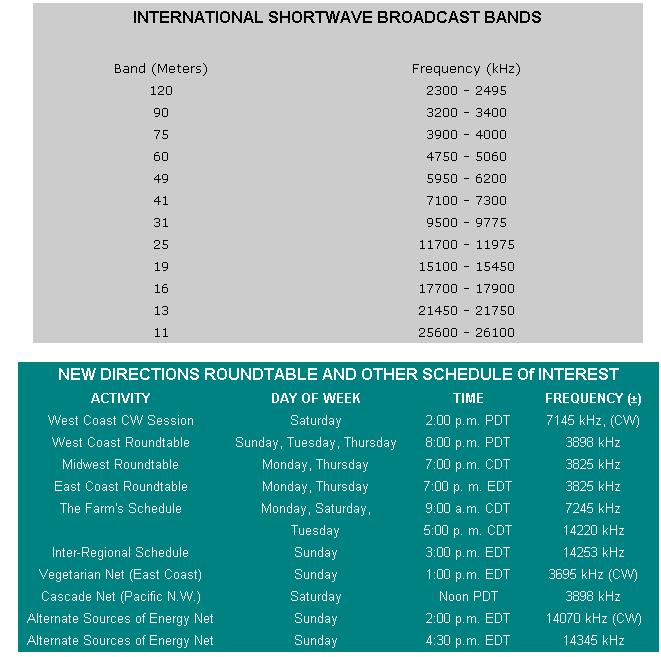 INTERNATIONAL SHORTWAVE BROADCAST BANDS
Band (Meters) Frequency (kHz)
120 2300 - 2495
90 3200 - 3400
75 3900 - 4000
60 4750 - 5060
49 5950 - 6200
41 7100 - 7300
31 9500 - 9775
25 11700 - 11975
19 15100 - 15450
16 17700 - 17900
13 21450 - 21750
11 25600 - 26100
NEW DIRECTIONS ROUNDTABLE AND OTHER SCHEDULE Of INTEREST
ACTIVITY DAY OF WEEK TIME FREQUENCY (±)
West Coast CW Session Saturday 2:00 p.m. PDT 7145 kHz, (CW)
West Coast Roundtable Sunday, Tuesday, Thursday 8:00 p.m. PDT 3898 kHz
Midwest Roundtable Monday, Thursday 7:00 p.m. CDT 3825 kHz
East Coast Roundtable Monday, Thursday 7:00 p. m. EDT 3825 kHz
The Farm's Schedule Monday, Saturday, 9:00 a.m. CDT 7245 kHz
Tuesday 5:00 p. m. CDT 14220 kHz
Inter-Regional Schedule Sunday 3:00 p.m. EDT 14253 kHz
Vegetarian Net (East Coast) Sunday 1:00 p.m. EDT 3695 kHz (CW)
Cascade Net (Pacific N.W.) Saturday Noon PDT 3898 kHz
Alternate Sources of Energy Net Sunday 2:00 p.m. EDT 14070 kHz (CW)
Alternate Sources of Energy Net Sunday 4:30 p.m. EDT 14345 kHz